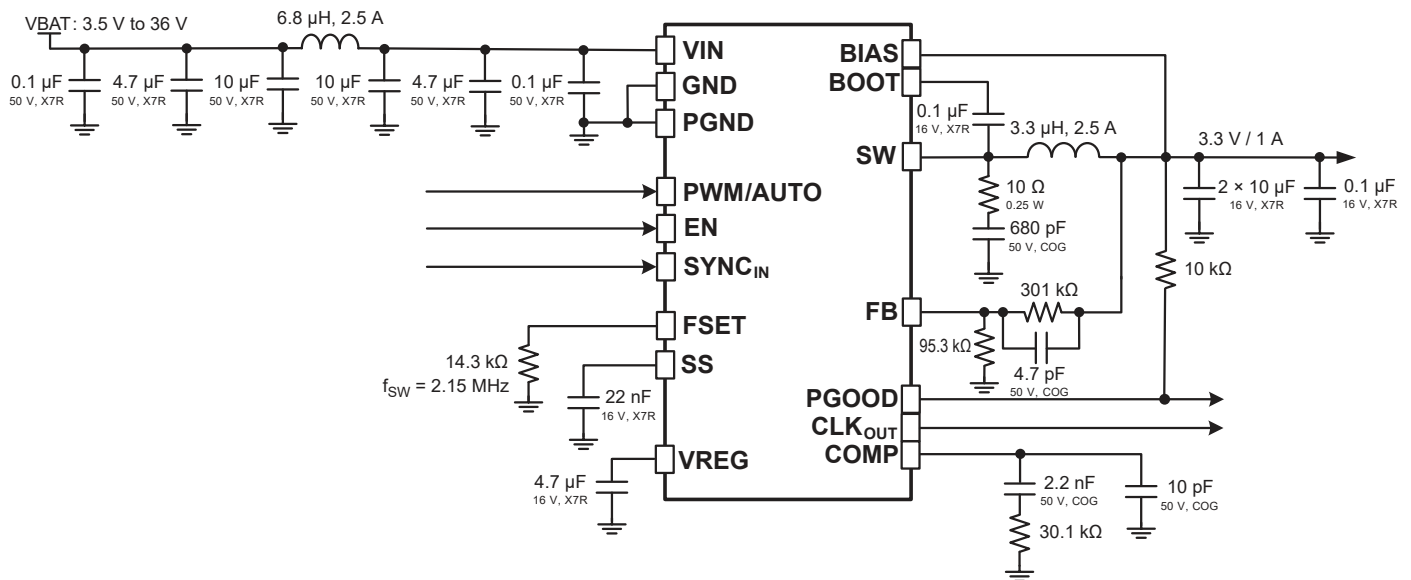 VBAT: 3.5 V to 36 V
6.8 µH, 2.5 A
0.1 µF
50 V, X7R
4.7 µF
50 V, X7R
10 µF
50 V, X7R
10 µF
50 V, X7R
4.7 µF
50 V, X7R
0.1 µF
50 V, X7R
VIN
GND
PGND
PWM/AUTO
EN
SYNCIN
FSET
14.3 kΩ
fSW = 2.15 MHz
SS
22 nF
16 V, X7R
VREG
4.7 µF
16 V, X7R
BIAS
BOOT
0.1 µF
16 V, X7R
SW
3.3 µH, 2.5 A
3.3 V / 1 A
10 Ω
0.25 W
680 pF
50 V, COG
2 × 10 µF
16 V, X7R
0.1 µF
16 V, X7R
10 kΩ
FB
301 kΩ
95.3 kΩ
4.7 pF
50 V, COG
PGOOD
CLKOUT
COMP
2.2 nF
50 V, COG
30.1 kΩ
10 pF
50 V, COG